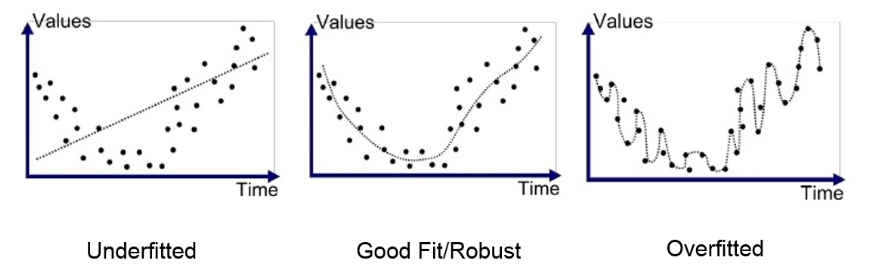 Values
Time
Underfitted
Values
Time
Good Fit/Robust
Values
Time
Overfitted